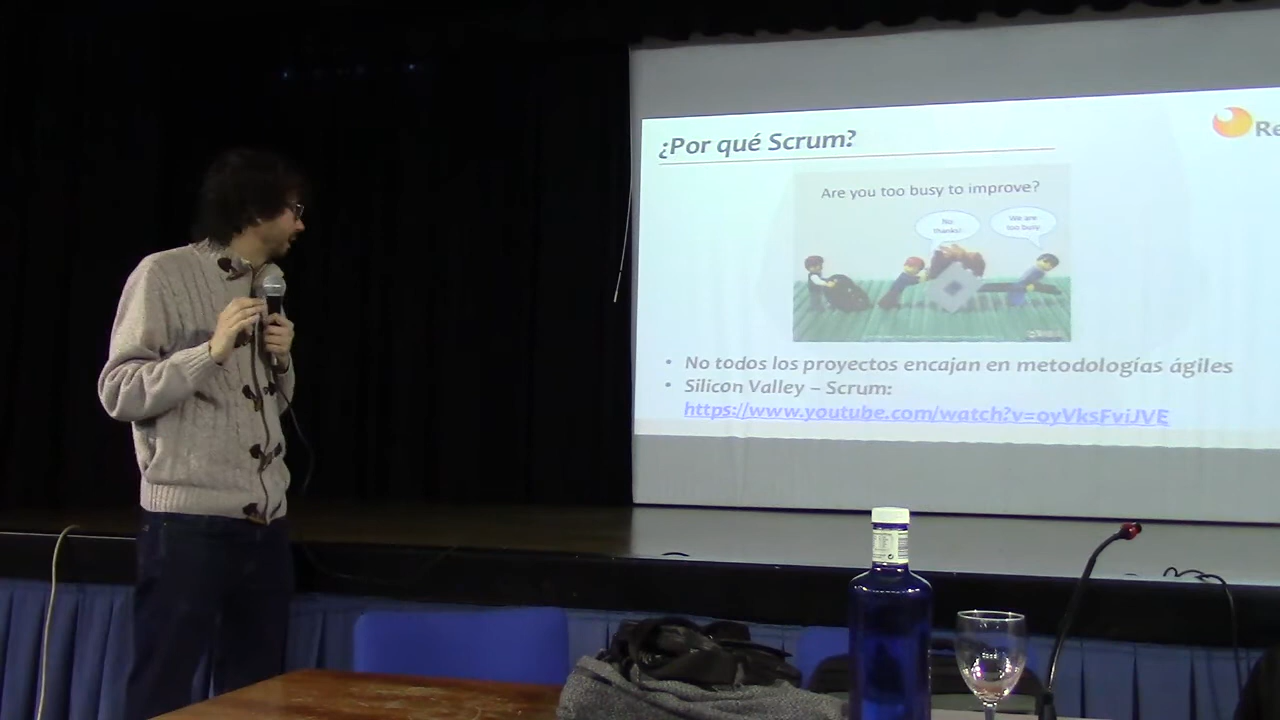 ¿Por qué Scrum?
Re
Are you too busy to improve?
No thanks!
We are too busy
• No todos los proyectos encajan en metodologías ágiles
• Silicon Valley – Scrum:
https://www.youtube.com/watch?v=oyVksFviJVE